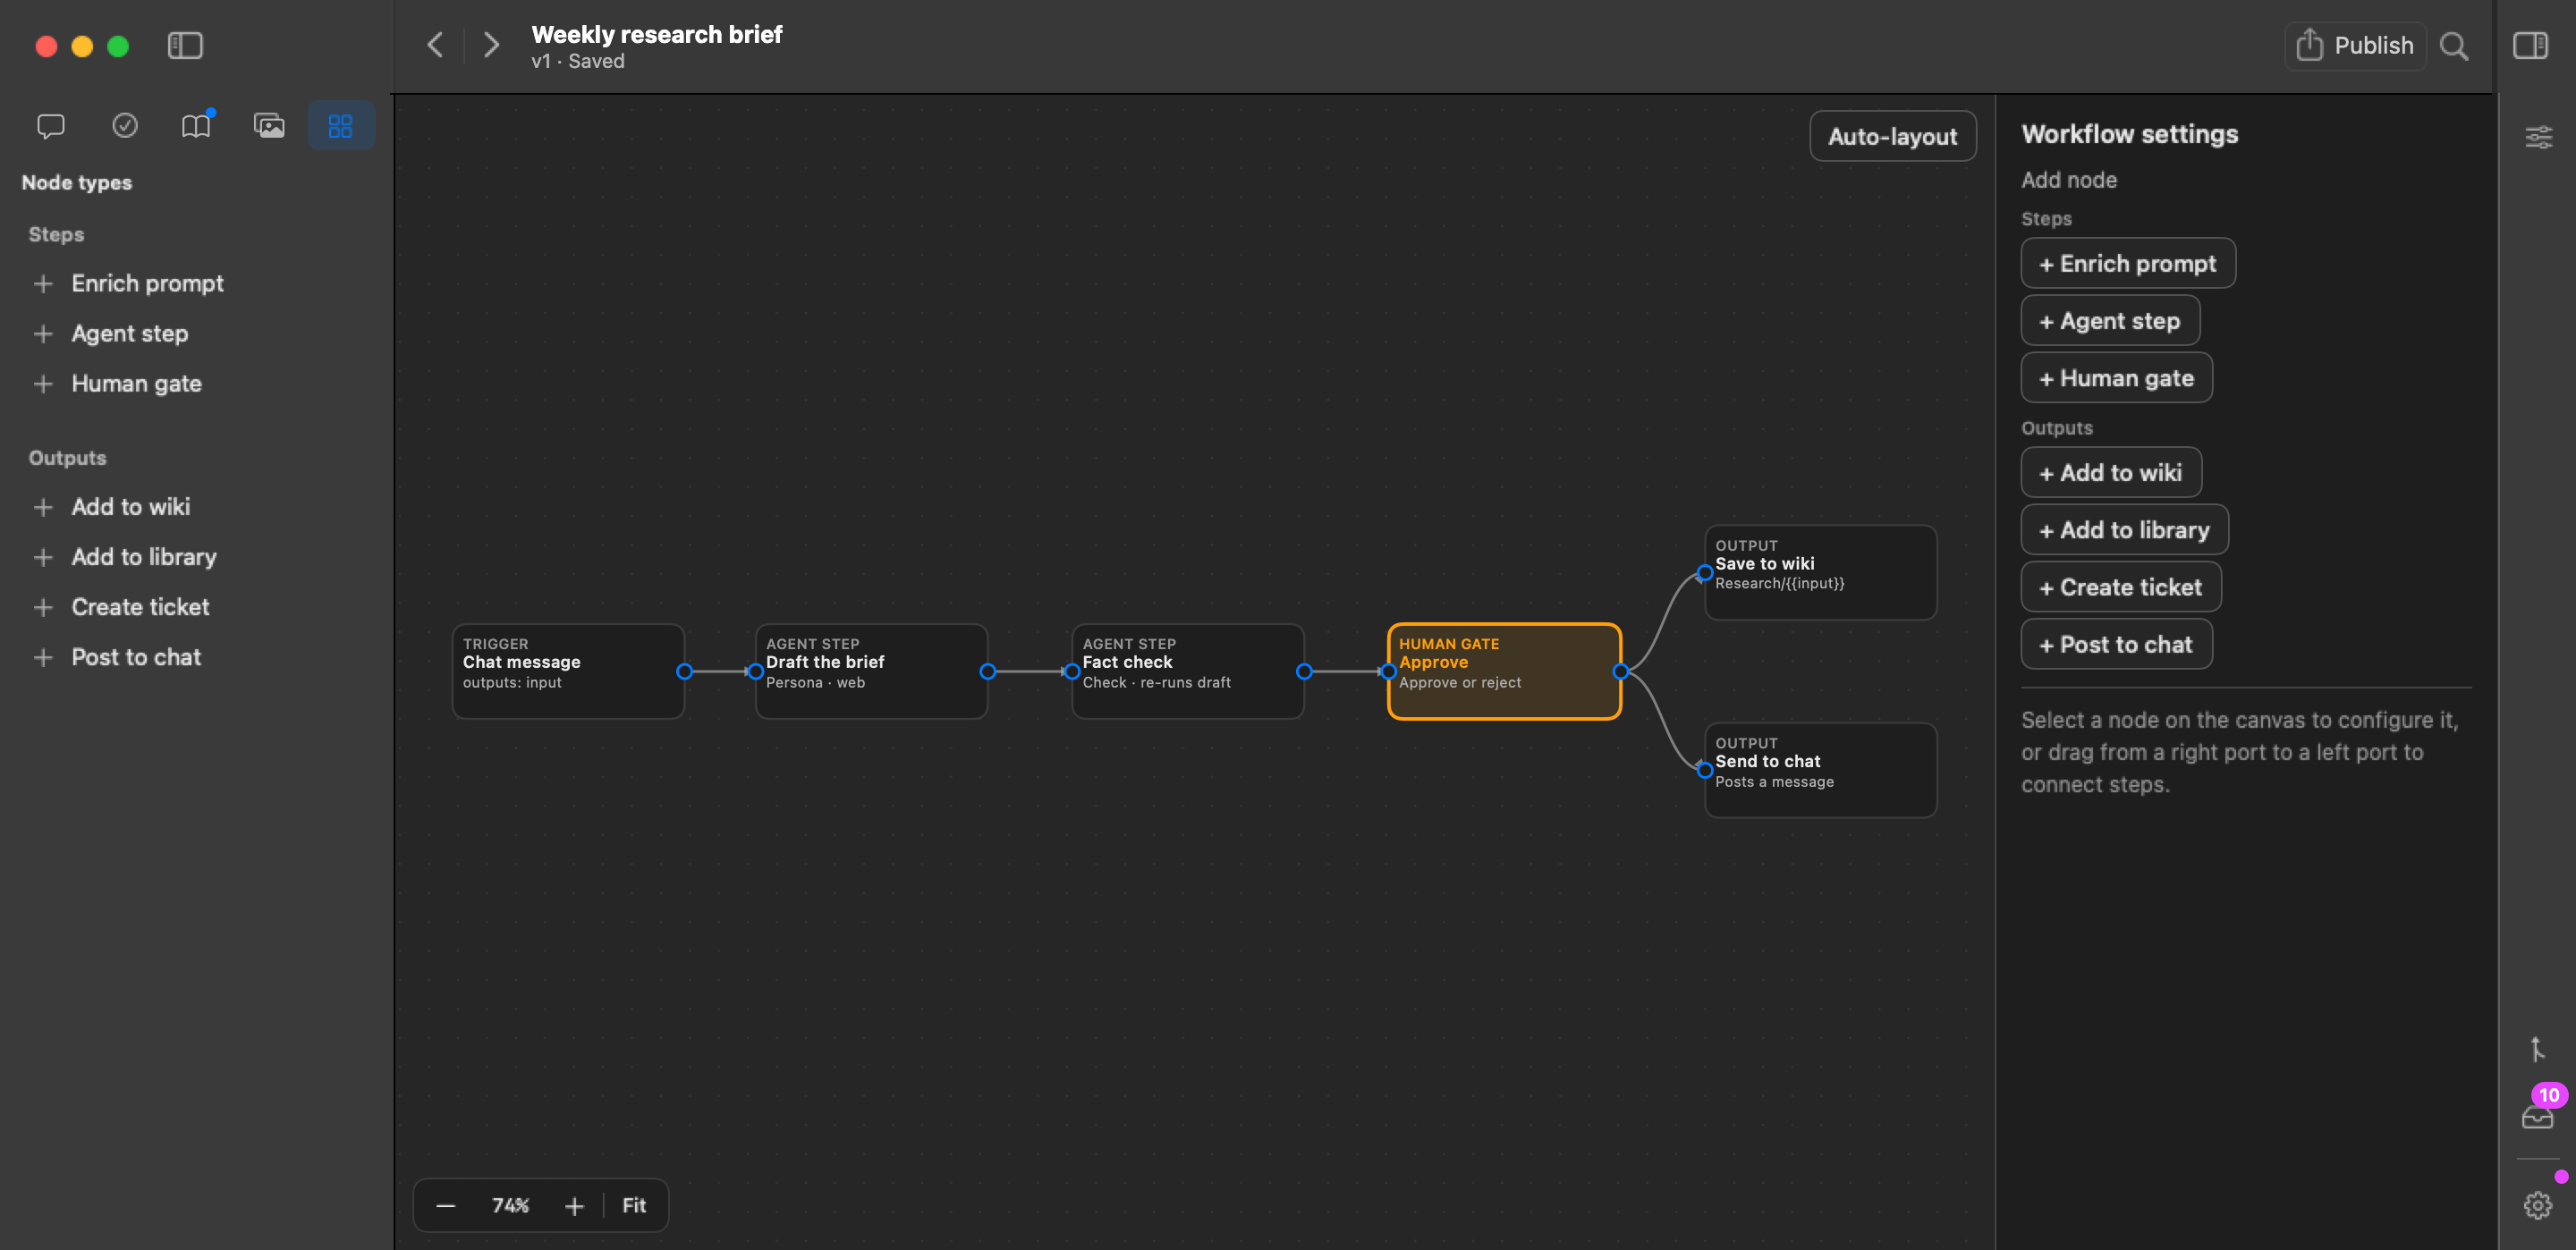 Weekly research brief
v1 · Saved
Publish
Node types
Steps
Enrich prompt
Agent step
Human gate
Outputs
Add to wiki
Add to library
Create ticket
Post to chat
Auto-layout
TRIGGER
Chat message
outputs: input
AGENT STEP
Draft the brief
Persona · web
AGENT STEP
Fact check
Check · re-runs draft
HUMAN GATE
Approve
Approve or reject
OUTPUT
Save to wiki
Research/{{input}}
OUTPUT
Send to chat
Posts a message
— 74% + Fit
Workflow settings
Add node
Steps
+ Enrich prompt
+ Agent step
+ Human gate
Outputs
+ Add to wiki
+ Add to library
+ Create ticket
+ Post to chat
Select a node on the canvas to configure it,
or drag from a right port to a left port to
connect steps.
10